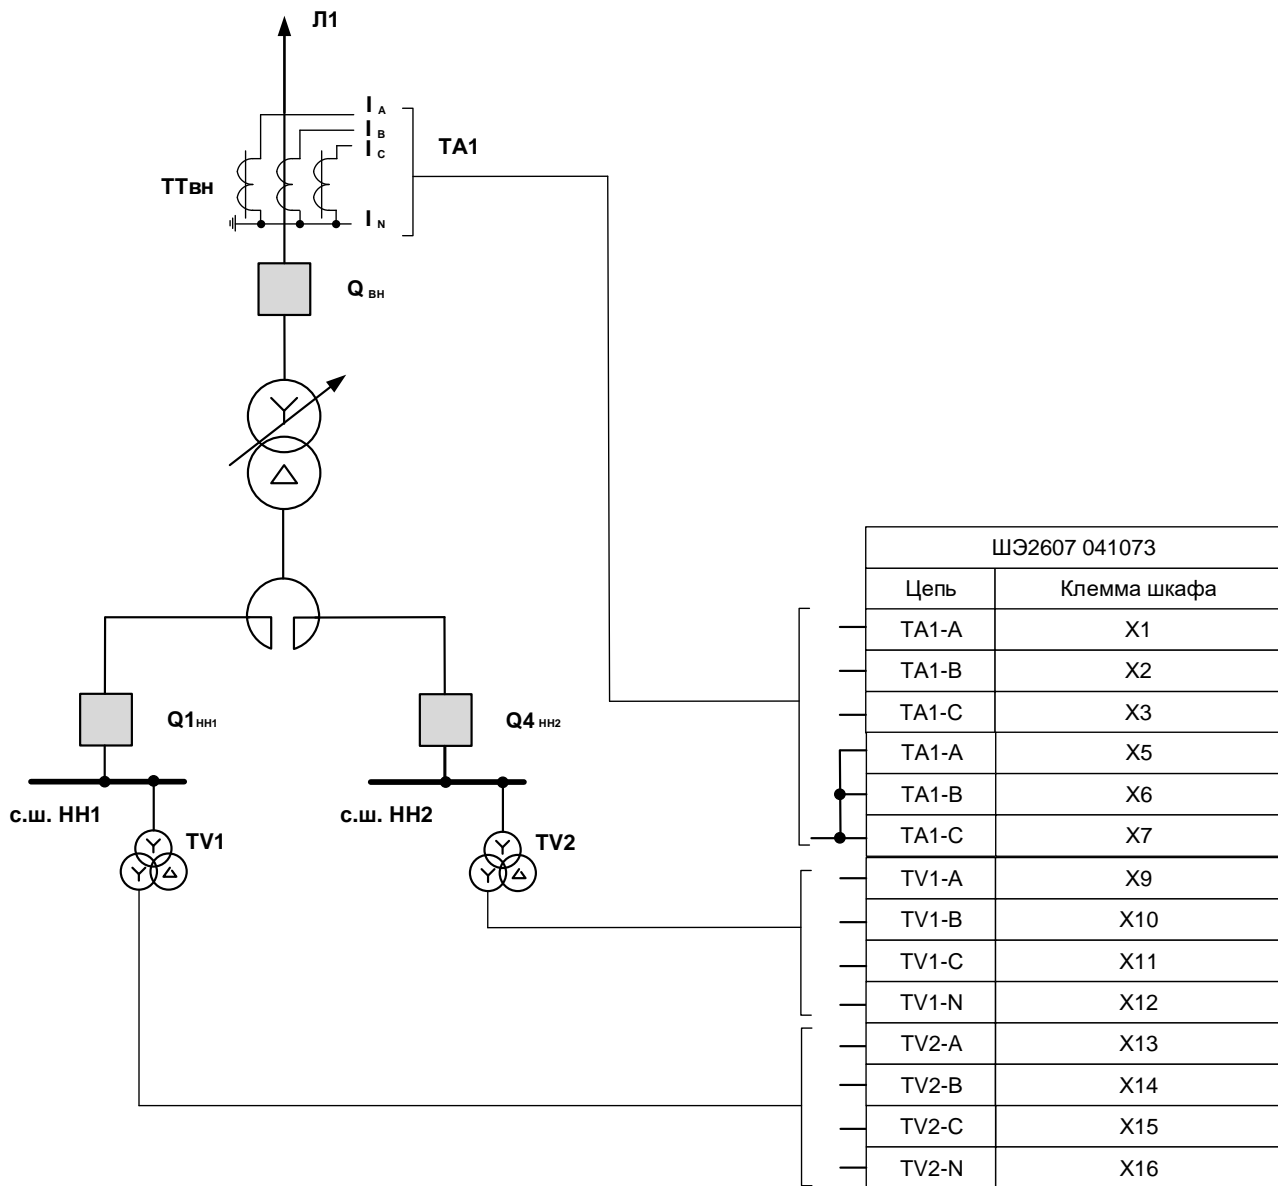 Л1
I A
I B
I C
TA1
ТТВН
I N
Q ВН
ШЭ2607 041073
Цепь Клемма шкафа
TA1-A X1
TA1-B X2
TA1-C X3
TA1-A X5
TA1-B X6
TA1-C X7
TV1-A X9
TV1-B X10
TV1-C X11
TV1-N X12
TV2-A X13
TV2-B X14
TV2-C X15
TV2-N X16
Q1НН1
Q4 НН2
с.ш. НН1
с.ш. НН2
TV1
TV2